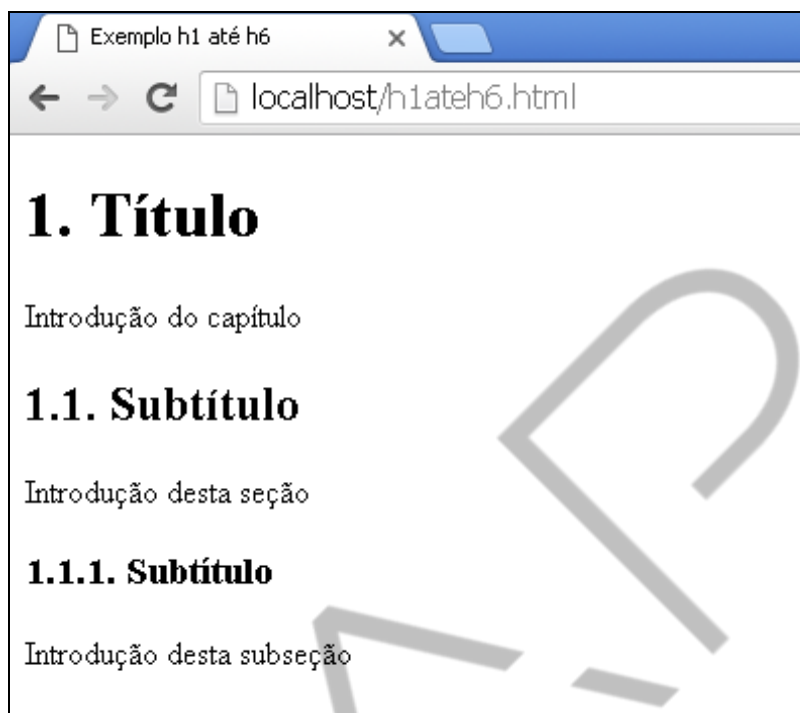 Exemplo h1 até h6
localhost/h1ateh6.html
1. Título
Introdução do capítulo
1.1. Subtítulo
Introdução desta seção
1.1.1. Subtítulo
Introdução desta subseção